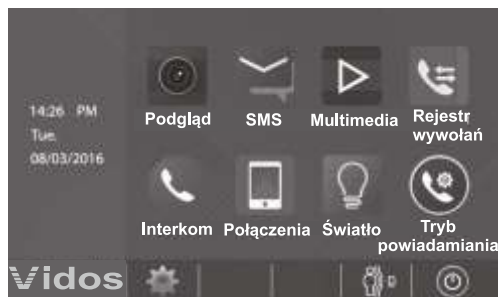 14:26 PM
Tue.
08/03/2016
Podgląd
SMS
Multimedia
Rejestr
wywołań
Interkom
Połączenia
Światło
Tryb
powiadamiania
Vidos